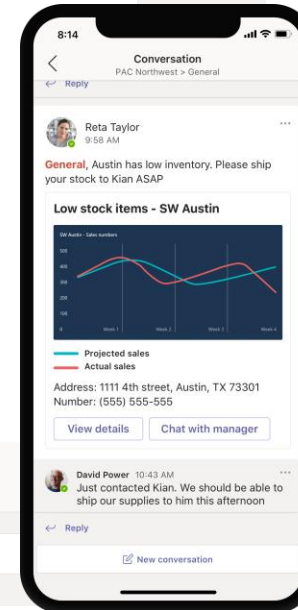 8:14
Conversation
PAC Northwest > General
Reply
Reta Taylor
9:58 AM
General, Austin has low inventory. Please ship
your stock to Kian ASAP
Low stock items - SW Austin
SW Austin - Sales numbers
500
400
300
200
100
0 Week 1 Week 2 Week 3 Week 4
Projected sales
Actual sales
Address: 1111 4th street, Austin, TX 73301
Number: (555) 555-555
View details Chat with manager
David Power 10:43 AM
Just contacted Kian. We should be able to
ship our supplies to him this afternoon
Reply
New conversation